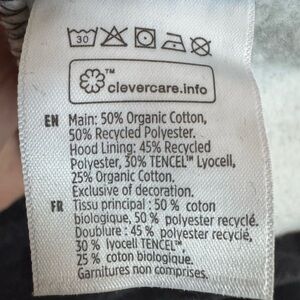 30
™
clevercare.info
EN Main: 50% Organic Cotton,
50% Recycled Polyester.
Hood Lining: 45% Recycled
Polyester, 30% TENCEL™ Lyocell,
25% Organic Cotton.
Exclusive of decoration.
FR Tissu principal : 50 % coton
biologique, 50 % polyester recyclé.
Doublure : 45 % polyester recyclé,
30 % lyocell TENCEL™,
25 % coton biologique.
Garnitures non comprises.